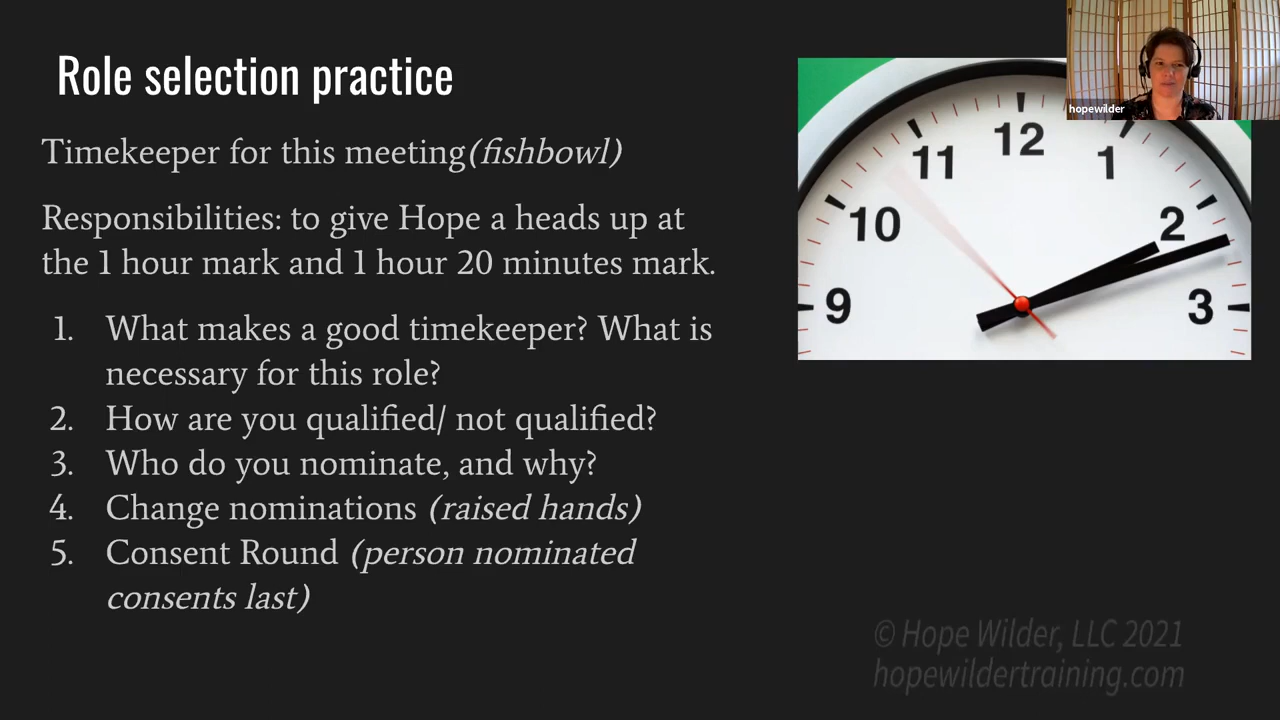 Role selection practice
hopewilder
Timekeeper for this meeting(fishbowl)
Responsibilities: to give Hope a heads up at
the 1 hour mark and 1 hour 20 minutes mark.
1. What makes a good timekeeper? What is
necessary for this role?
2. How are you qualified/ not qualified?
3. Who do you nominate, and why?
4. Change nominations (raised hands)
5. Consent Round (person nominated
consents last)
12
11
1
10
2
9
3
© Hope Wilder, LLC 2021
hopewildertraining.com